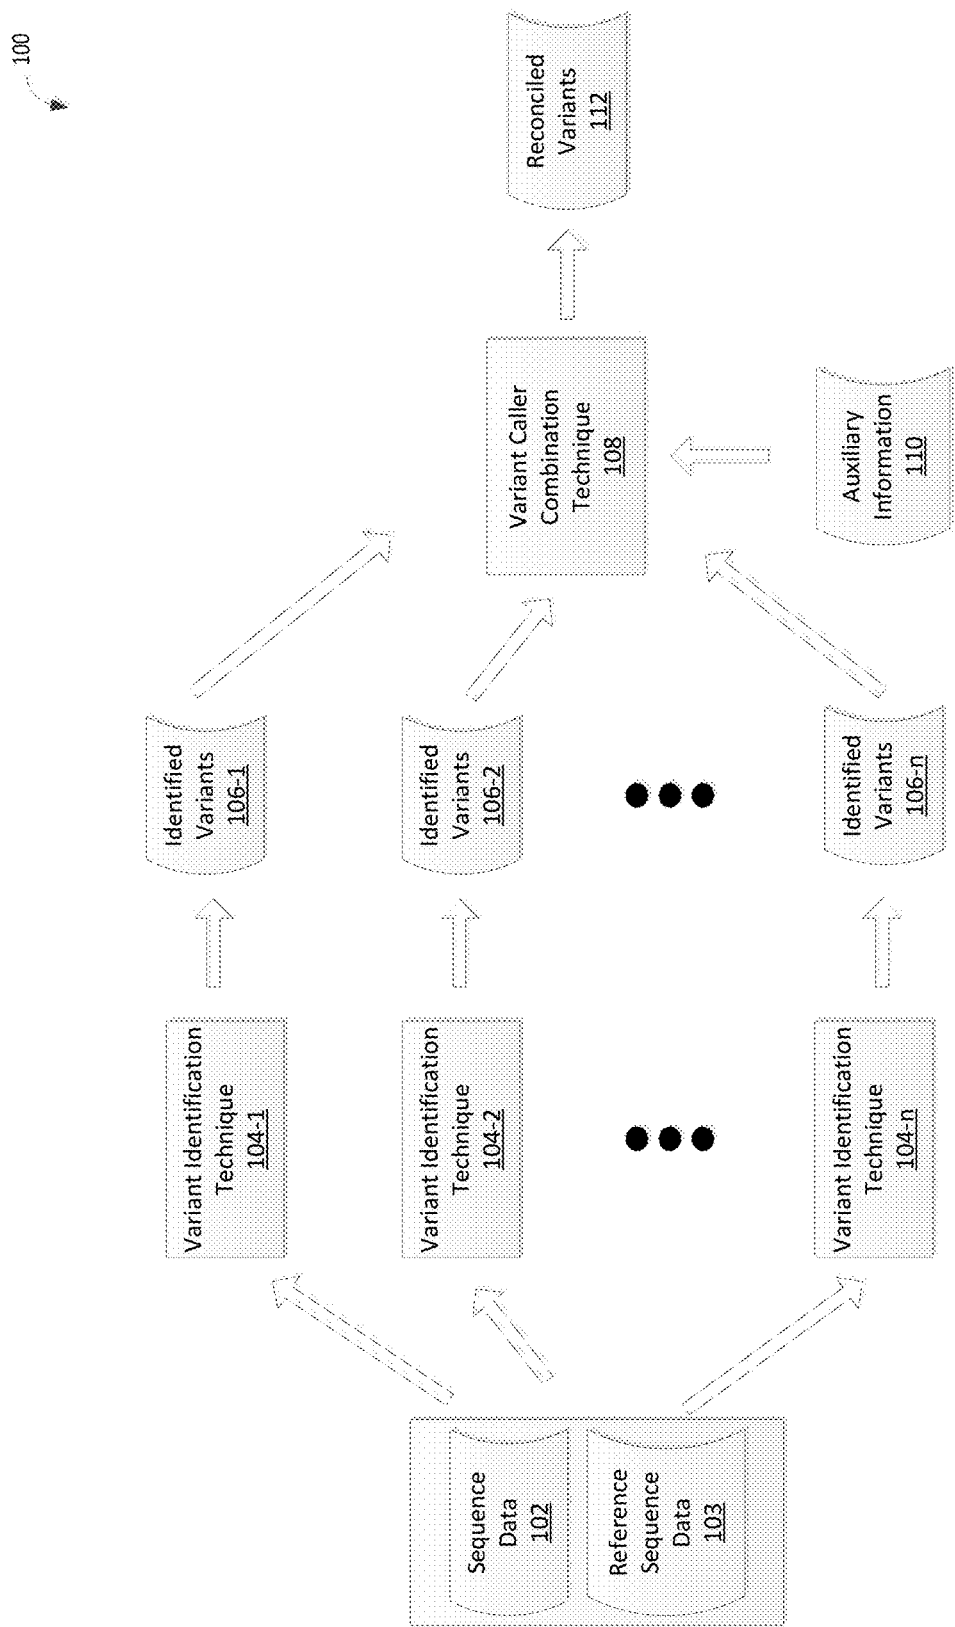 100
Sequence
Data
102
Reference
Sequence
Data
103
Variant Identification
Technique
104-1
Variant Identification
Technique
104-2
Variant Identification
Technique
104-n
Identified
Variants
106-1
Identified
Variants
106-2
Identified
Variants
106-n
Variant Caller
Combination
Technique
108
Auxiliary
Information
110
Reconciled
Variants
112